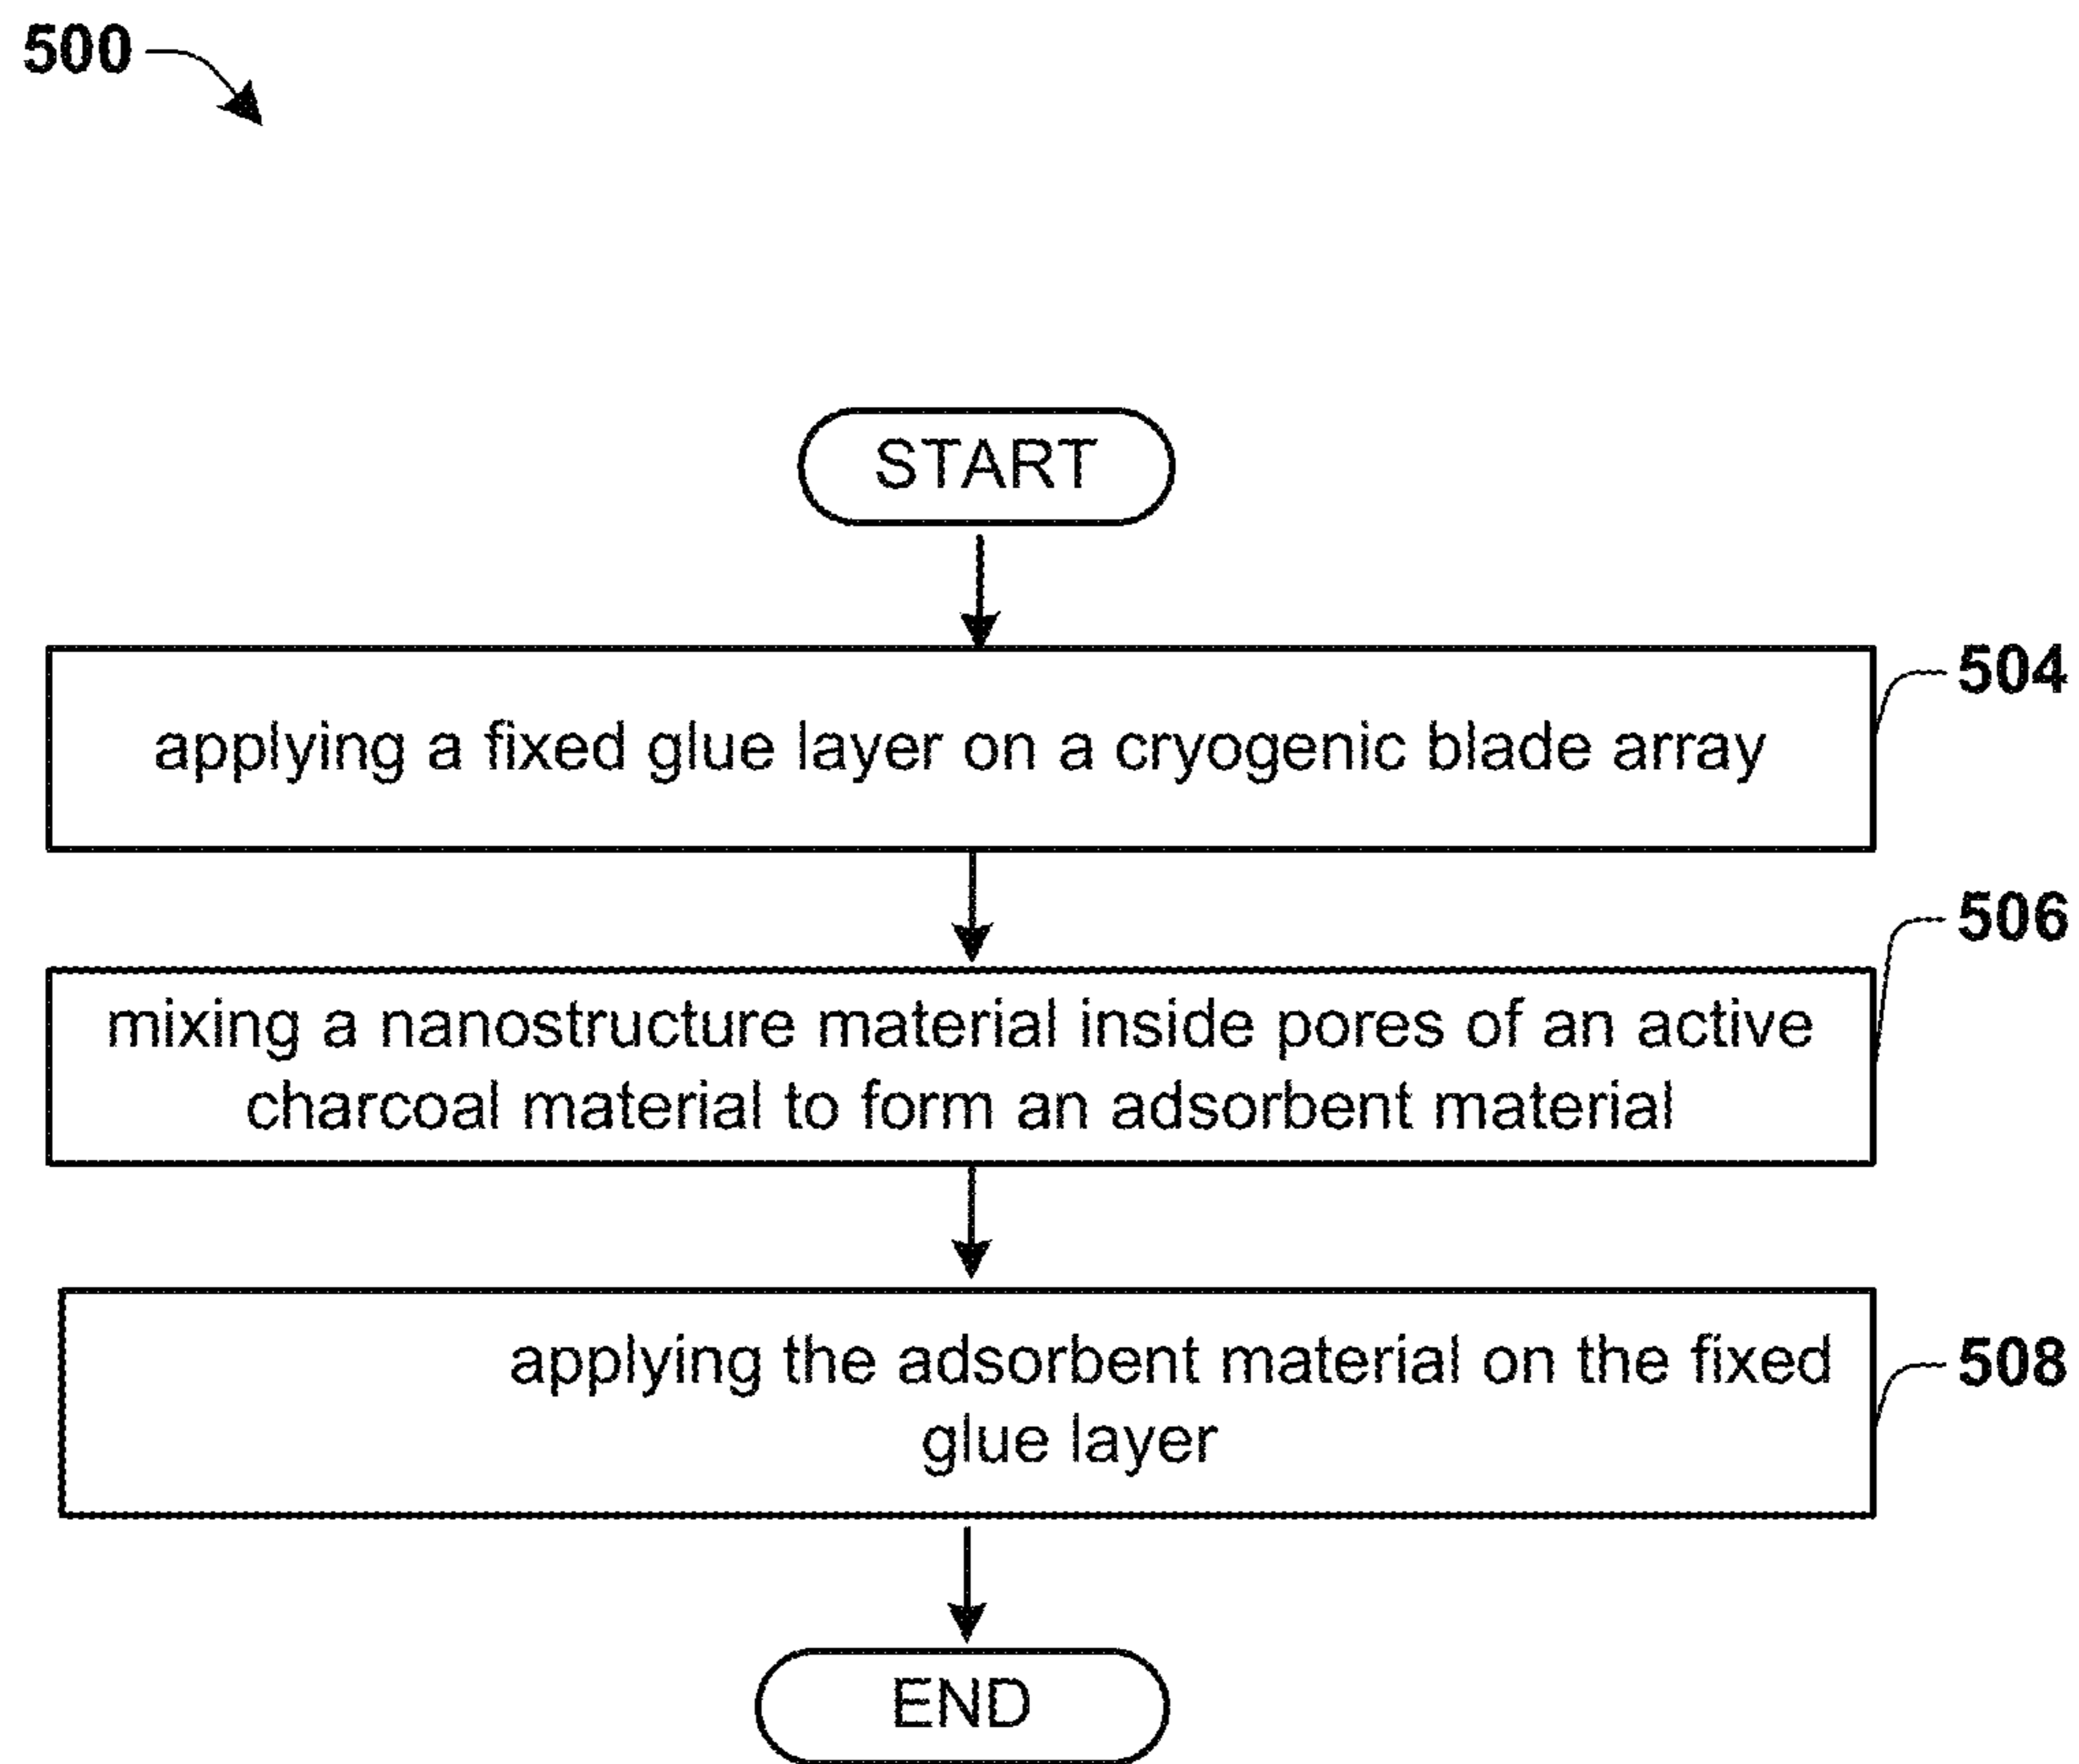 500
START
applying a fixed glue layer on a cryogenic blade array
504
mixing a nanostructure material inside pores of an active
charcoal material to form an adsorbent material
506
applying the adsorbent material on the fixed
glue layer
508
END